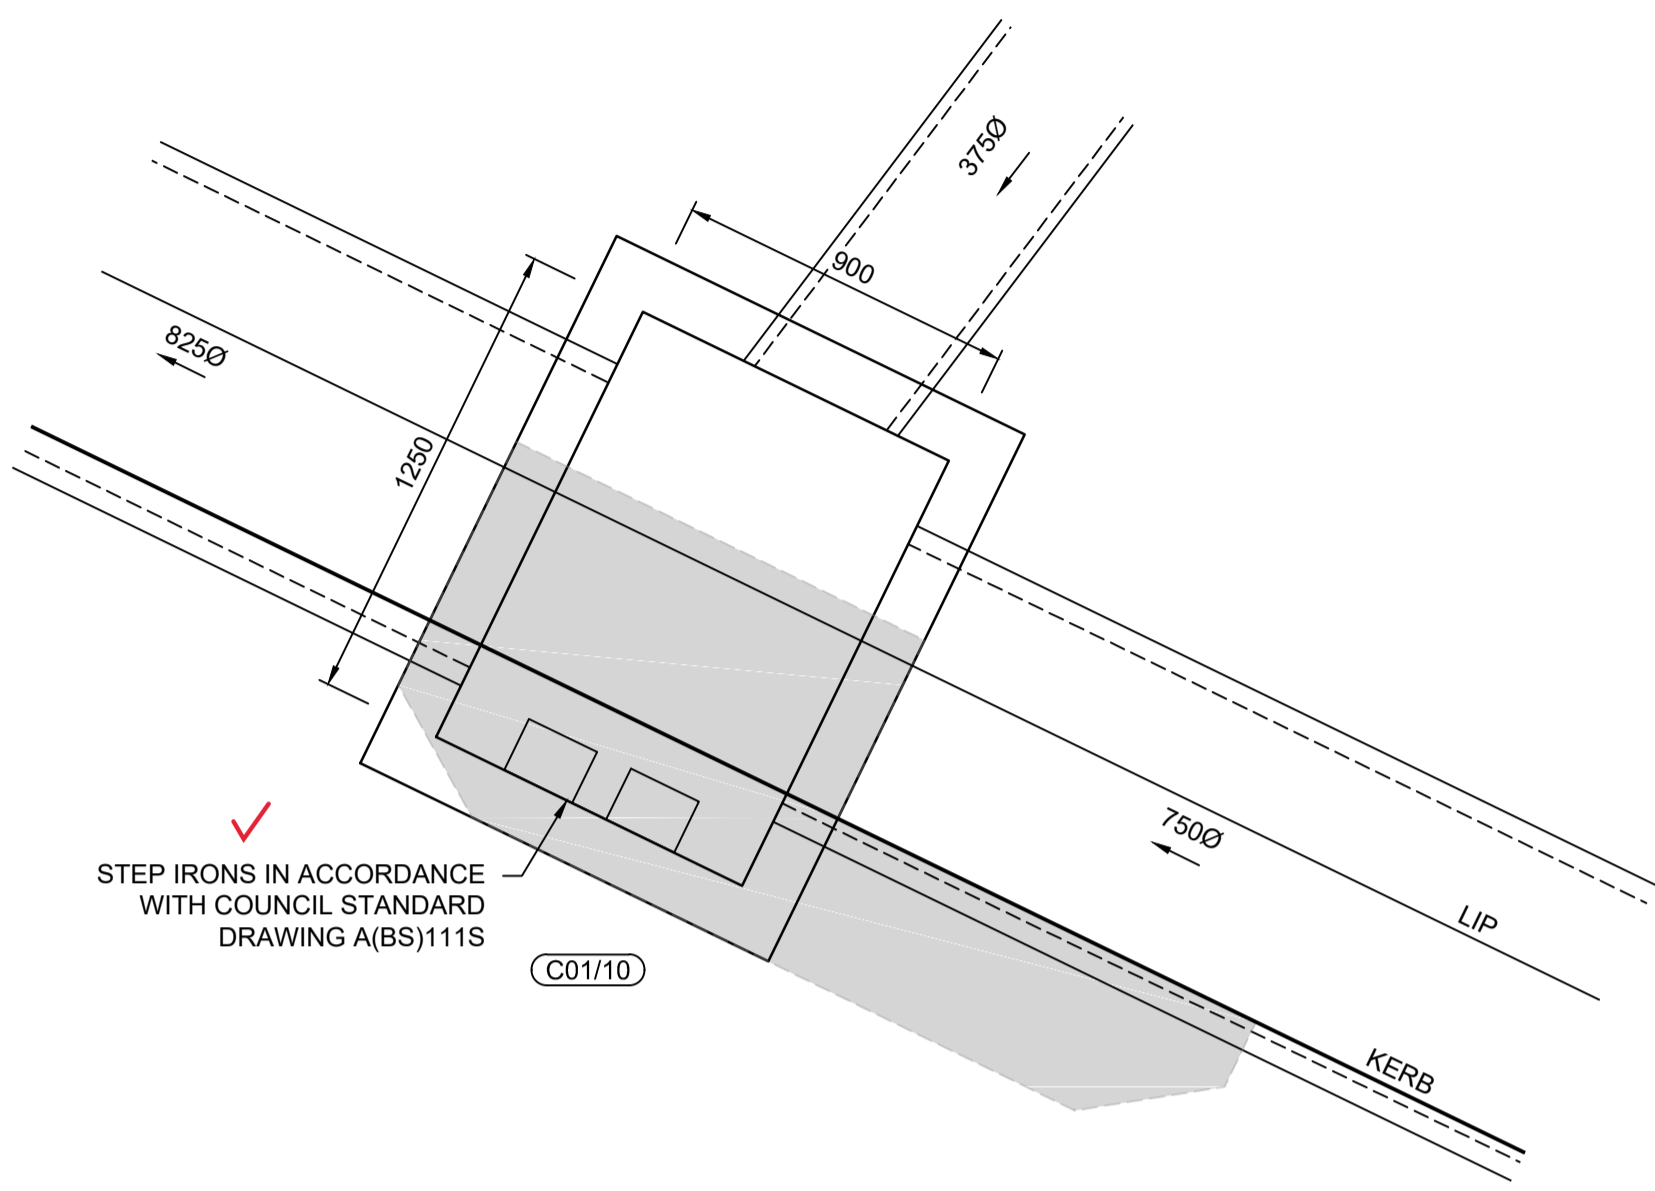 375Ø
900
825Ø
1250
750Ø
STEP IRONS IN ACCORDANCE
WITH COUNCIL STANDARD
DRAWING A(BS)111S
C01/10
LIP
KERB